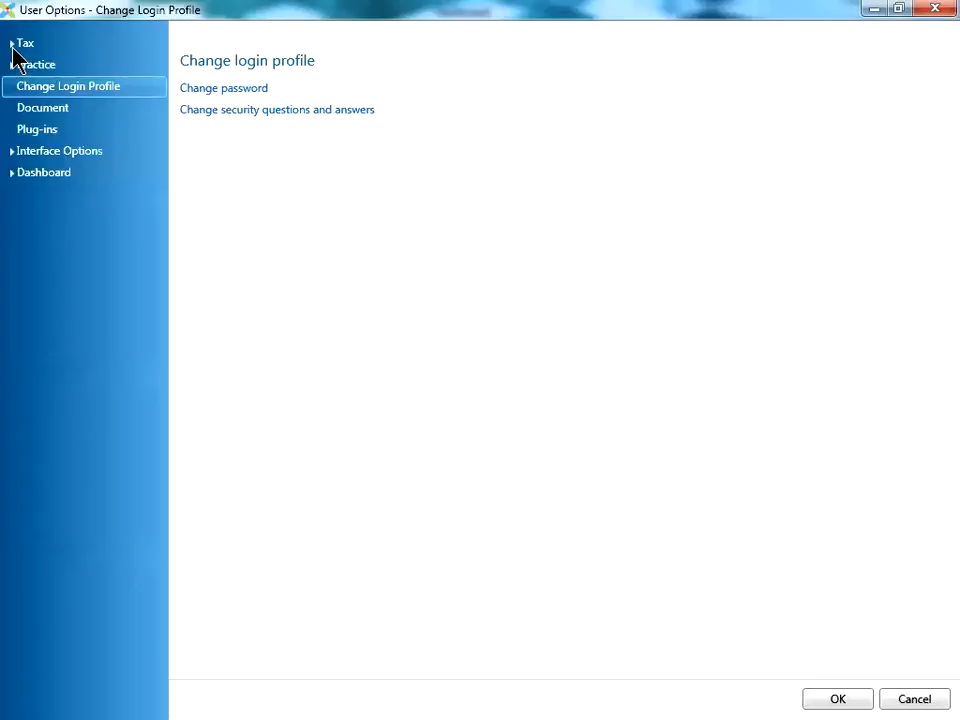 User Options - Change Login Profile
Tax
ractice
Change Login Profile
Document
Plug-ins
Interface Options
Dashboard
Change login profile
Change password
Change security questions and answers
OK
Cancel